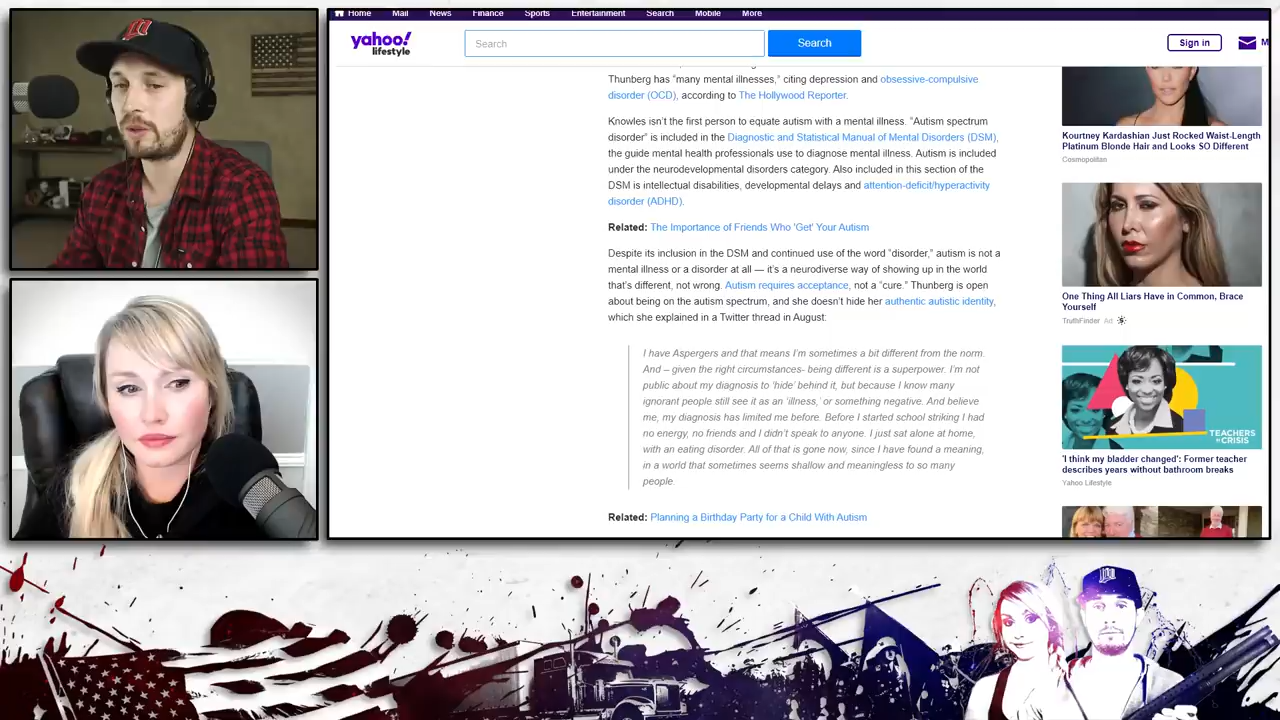 Home Mail News Finance Sports Entertainment Search Mobile More
yahoo!
lifestyle
Search
Search
Sign in
M
Thunberg has “many mental illnesses,” citing depression and obsessive-compulsive
disorder (OCD), according to The Hollywood Reporter.
Knowles isn’t the first person to equate autism with a mental illness. “Autism spectrum
disorder” is included in the Diagnostic and Statistical Manual of Mental Disorders (DSM),
the guide mental health professionals use to diagnose mental illness. Autism is included
under the neurodevelopmental disorders category. Also included in this section of the
DSM is intellectual disabilities, developmental delays and attention-deficit/hyperactivity
disorder (ADHD).
Related: The Importance of Friends Who 'Get' Your Autism
Despite its inclusion in the DSM and continued use of the word “disorder,” autism is not a
mental illness or a disorder at all — it’s a neurodiverse way of showing up in the world
that’s different, not wrong. Autism requires acceptance, not a “cure.” Thunberg is open
about being on the autism spectrum, and she doesn’t hide her authentic autistic identity,
which she explained in a Twitter thread in August:
I have Aspergers and that means I’m sometimes a bit different from the norm.
And – given the right circumstances- being different is a superpower. I’m not
public about my diagnosis to ‘hide’ behind it, but because I know many
ignorant people still see it as an ‘illness,’ or something negative. And believe
me, my diagnosis has limited me before. Before I started school striking I had
no energy, no friends and I didn’t speak to anyone. I just sat alone at home,
with an eating disorder. All of that is gone now, since I have found a meaning,
in a world that sometimes seems shallow and meaningless to so many
people.
Related: Planning a Birthday Party for a Child With Autism
Kourtney Kardashian Just Rocked Waist-Length
Platinum Blonde Hair and Looks SO Different
Cosmopolitan
One Thing All Liars Have in Common, Brace
Yourself
TruthFinder Ad
TEACHERS
IN CRISIS
'I think my bladder changed': Former teacher
describes years without bathroom breaks
Yahoo Lifestyle